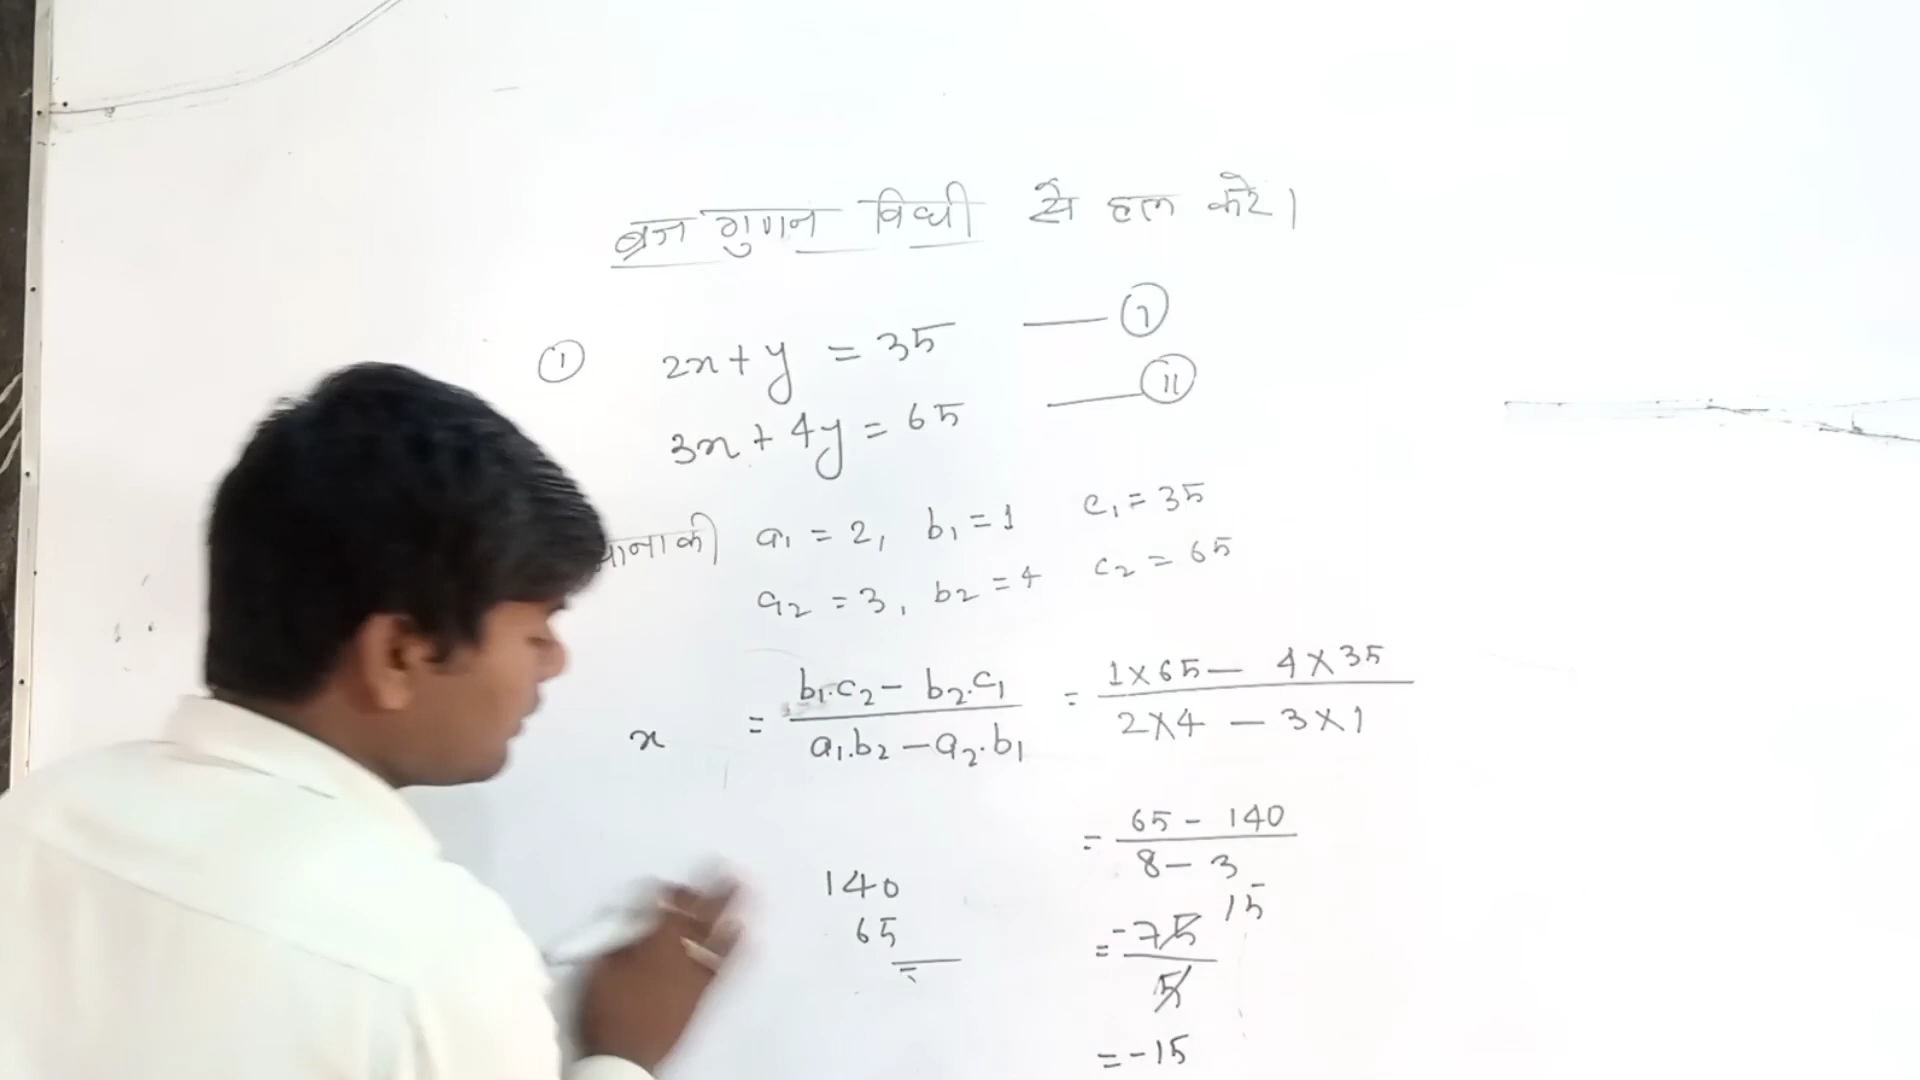 ब्रज गुणन विधी से हल करे।
① 2x + y = 35 —— ①
3x + 4y = 65 —— ⑪
मानाकी a₁ = 2, b₁ = 1 c₁ = 35
a₂ = 3, b₂ = 4 c₂ = 65
x = (b₁.c₂ - b₂.c₁) / (a₁.b₂ - a₂.b₁) = (1×65 - 4×35) / (2×4 - 3×1)
= (65 - 140) / (8 - 3)
140
65
= -75 / 5 15
= -15